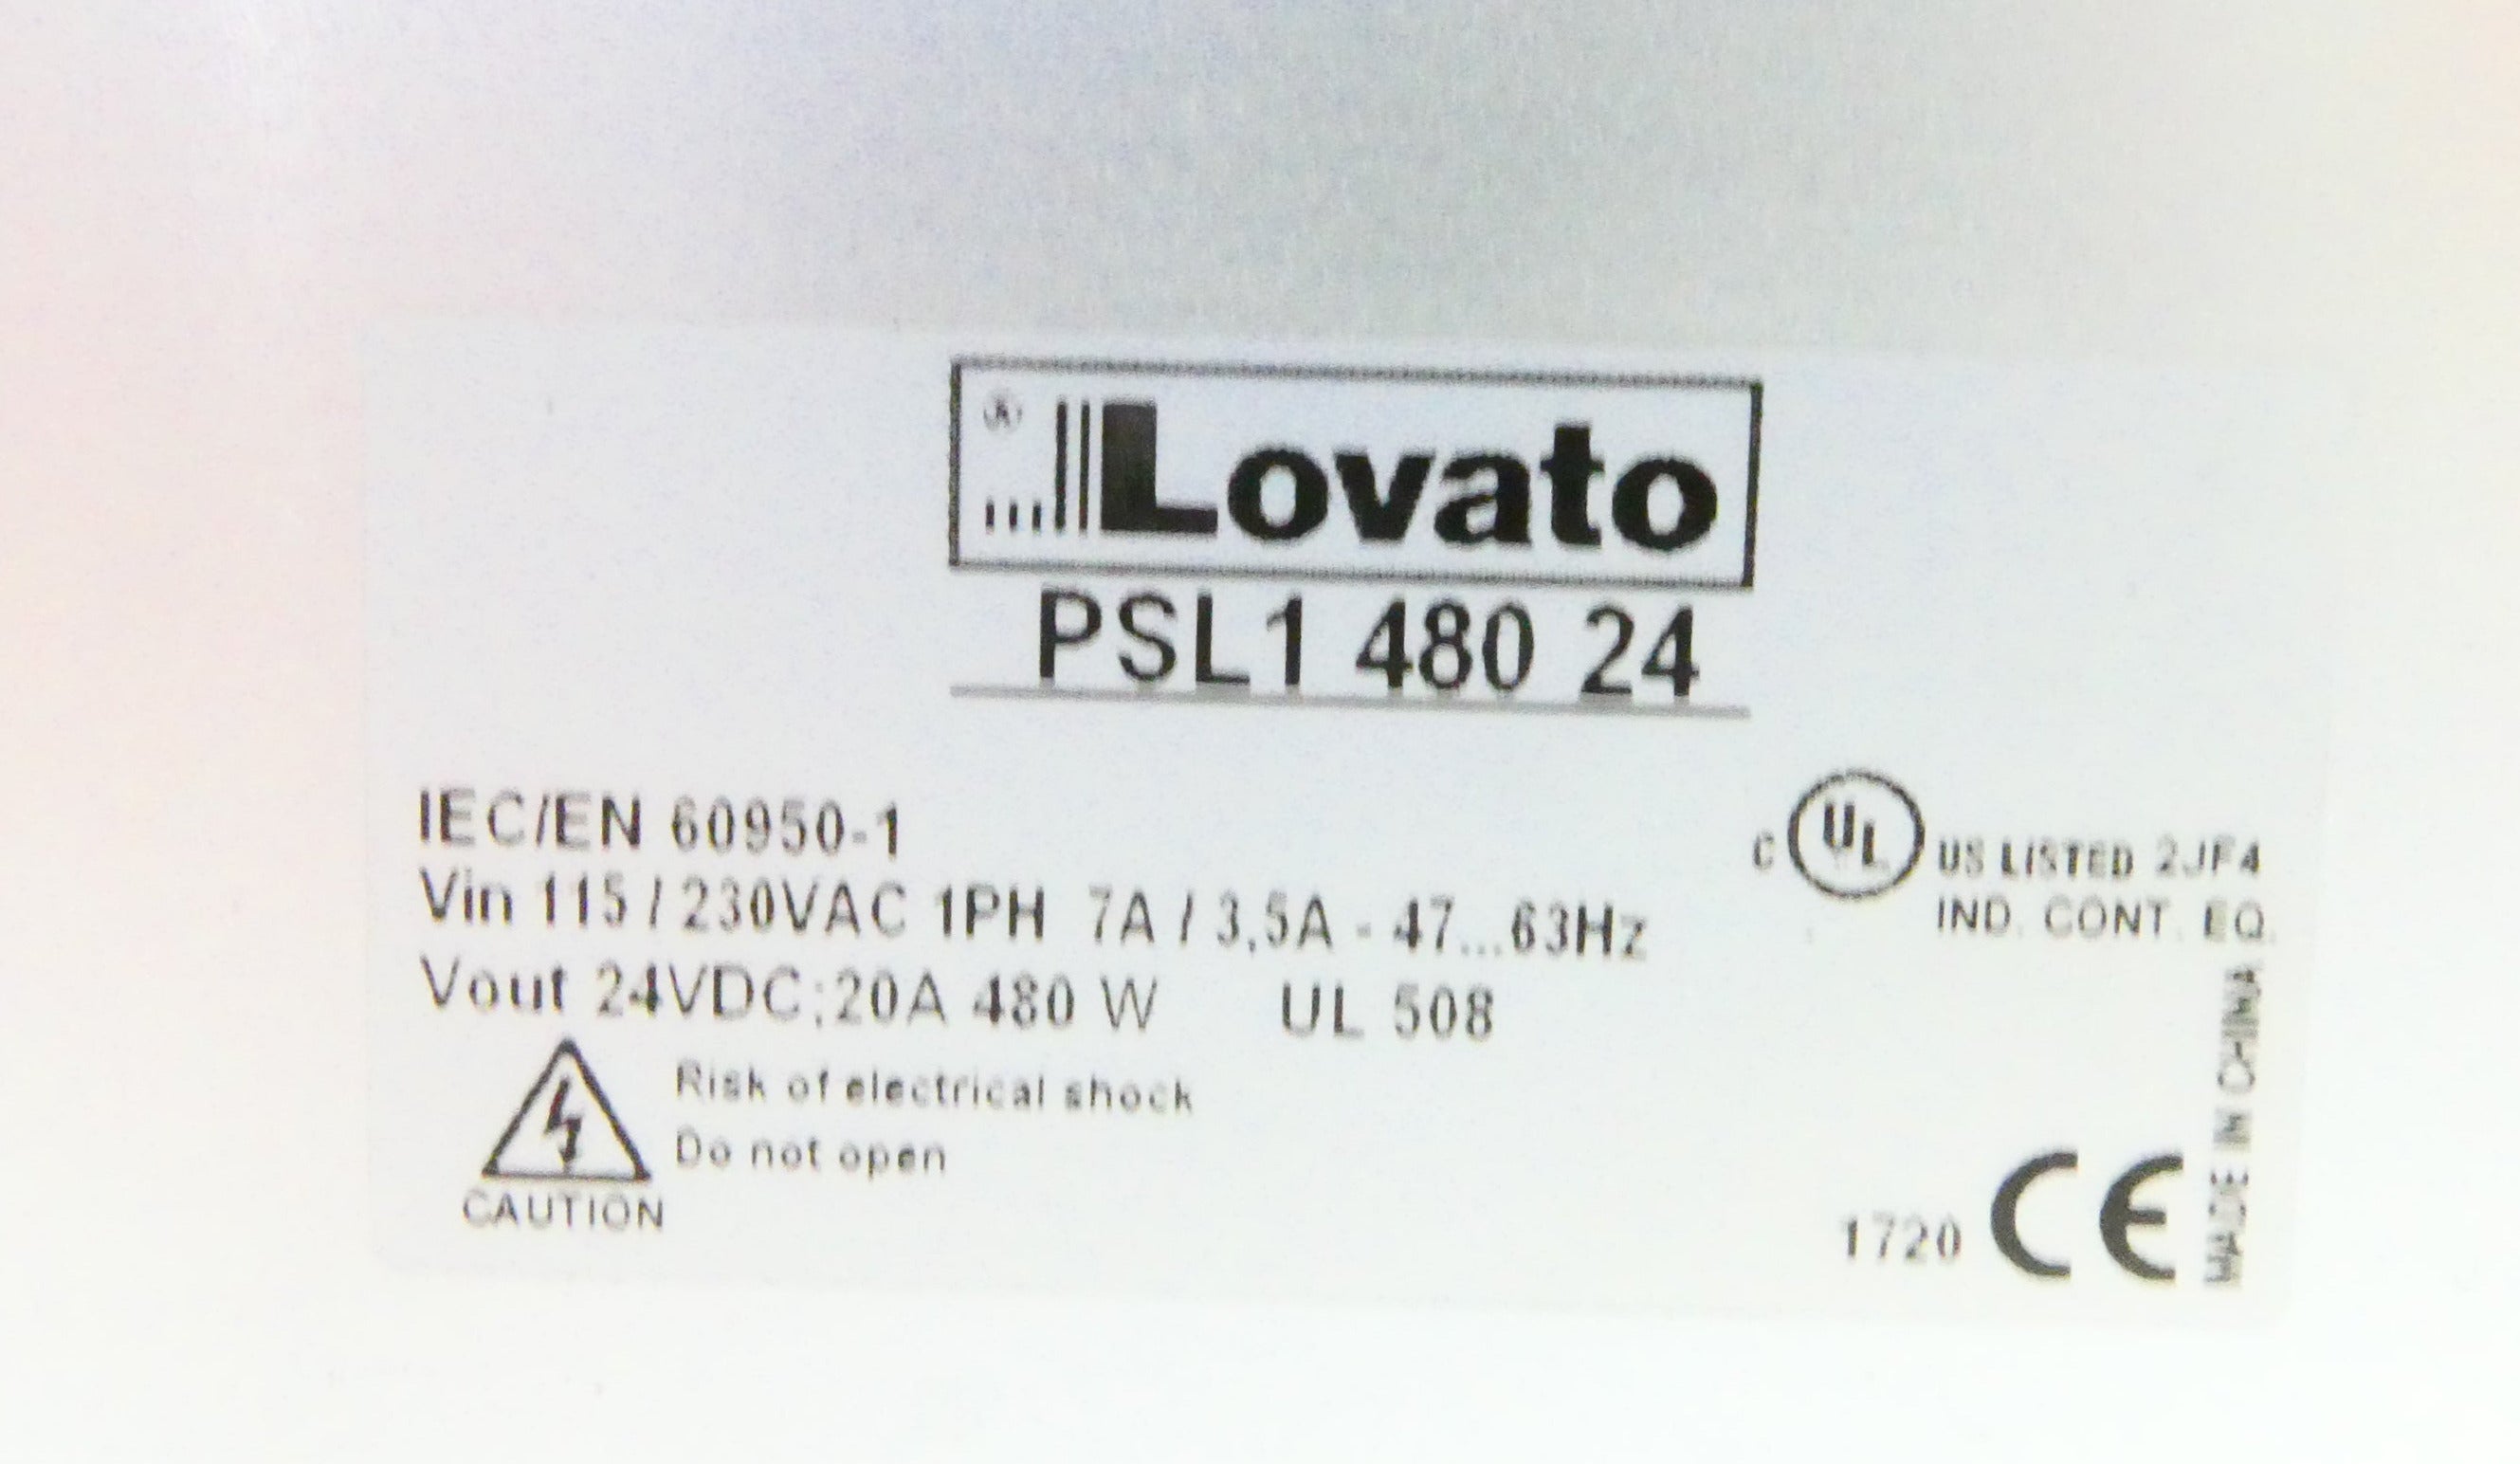 ®
Lovato
PSL1 480 24
IEC/EN 60950-1
Vin 115 / 230VAC 1PH 7A / 3,5A - 47...63Hz
Vout 24VDC;20A 480 W UL 508
Risk of electrical shock
Do not open
CAUTION
C UL US LISTED 2JF4
IND. CONT. EQ.
MADE IN CHINA
1720 CE